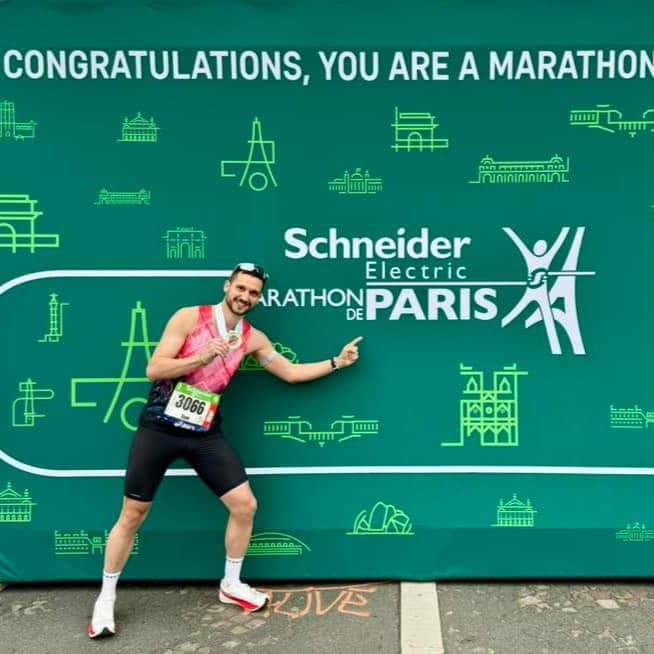 CONGRATULATIONS, YOU ARE A MARATHON
Schneider
Electric
ARATHON
DE
PARIS
3066